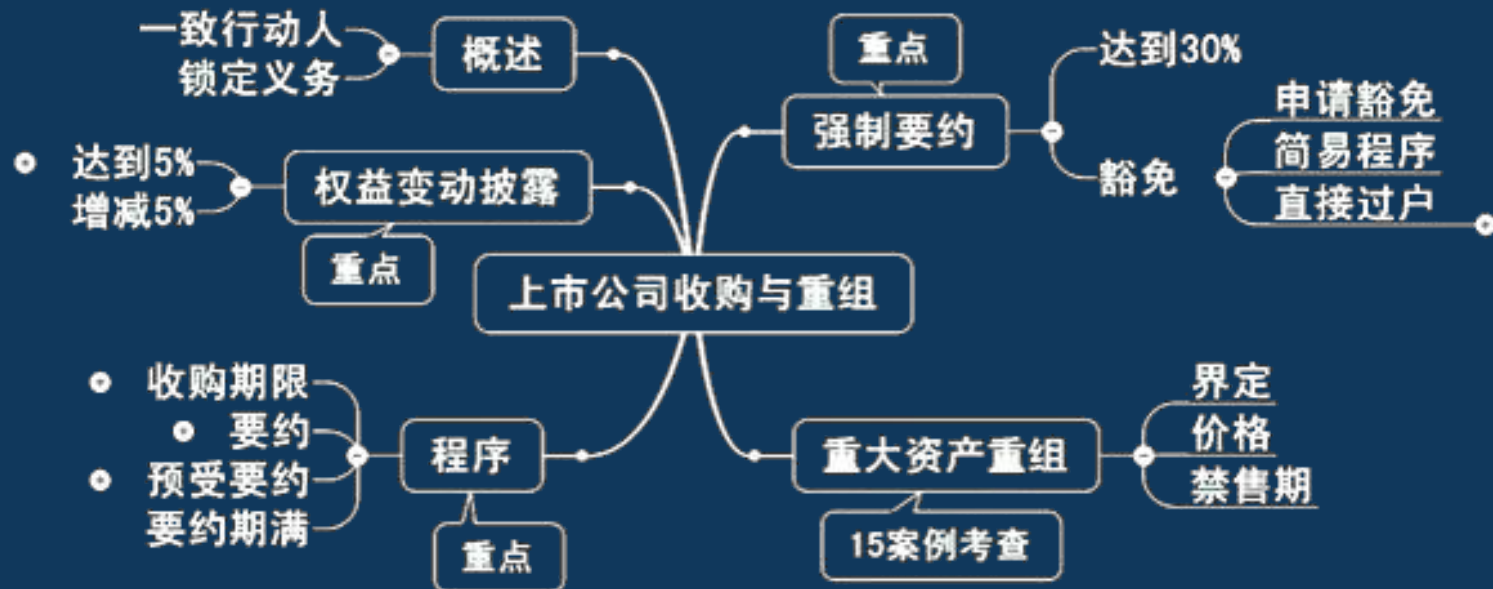 上市公司收购与重组
概述
一致行动人
锁定义务
权益变动披露
重点
达到5%
增减5%
程序
重点
收购期限
要约
预受要约
要约期满
强制要约
重点
达到30%
豁免
申请豁免
简易程序
直接过户
重大资产重组
15案例考查
界定
价格
禁售期